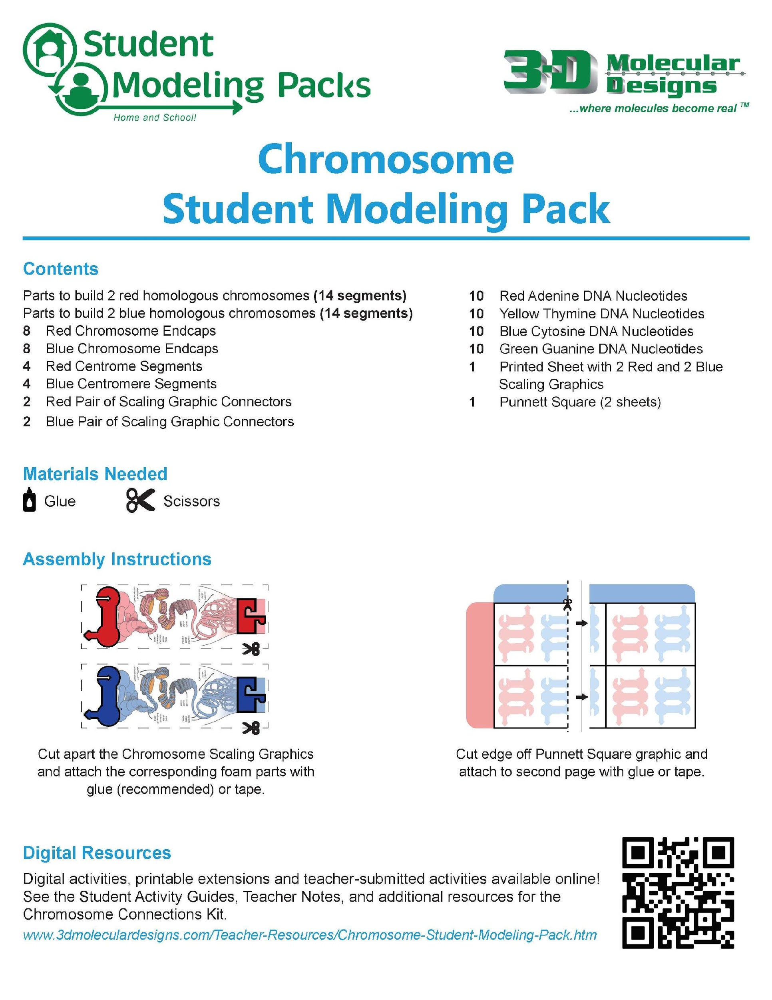 Student
Modeling Packs
Home and School!
3-D Molecular
Designs
...where molecules become real ™
Chromosome
Student Modeling Pack
Contents
Parts to build 2 red homologous chromosomes (14 segments)
Parts to build 2 blue homologous chromosomes (14 segments)
8 Red Chromosome Endcaps
8 Blue Chromosome Endcaps
4 Red Centrome Segments
4 Blue Centromere Segments
2 Red Pair of Scaling Graphic Connectors
2 Blue Pair of Scaling Graphic Connectors
10 Red Adenine DNA Nucleotides
10 Yellow Thymine DNA Nucleotides
10 Blue Cytosine DNA Nucleotides
10 Green Guanine DNA Nucleotides
1 Printed Sheet with 2 Red and 2 Blue
Scaling Graphics
1 Punnett Square (2 sheets)
Materials Needed
Glue Scissors
Assembly Instructions
Cut apart the Chromosome Scaling Graphics
and attach the corresponding foam parts with
glue (recommended) or tape.
Cut edge off Punnett Square graphic and
attach to second page with glue or tape.
Digital Resources
Digital activities, printable extensions and teacher-submitted activities available online!
See the Student Activity Guides, Teacher Notes, and additional resources for the
Chromosome Connections Kit.
www.3dmoleculardesigns.com/Teacher-Resources/Chromosome-Student-Modeling-Pack.htm